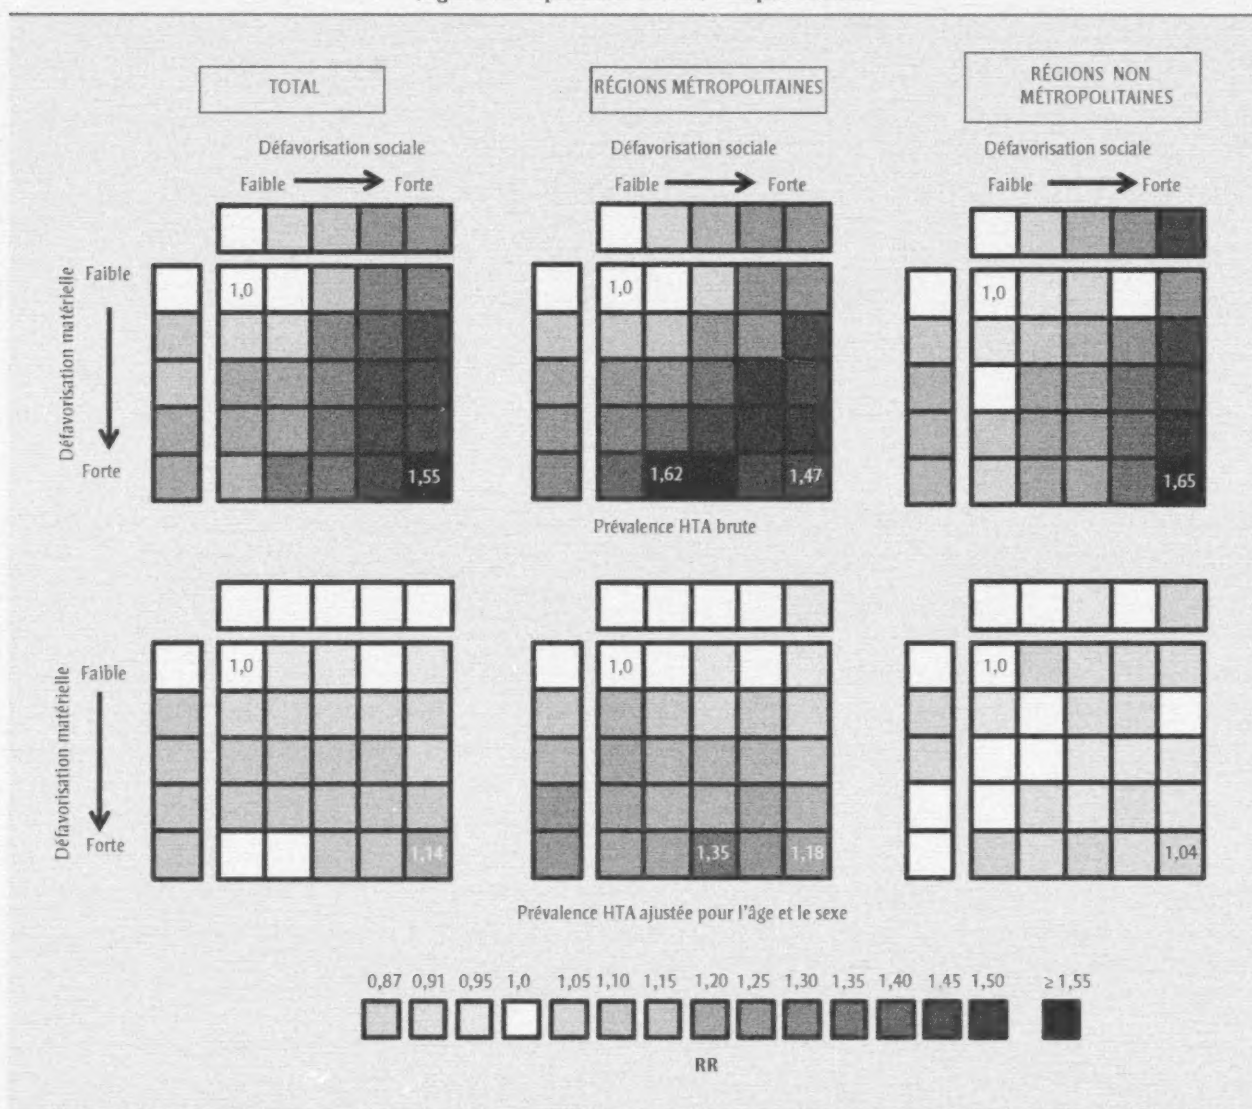 TOTAL
RÉGIONS MÉTROPOLITAINES
RÉGIONS NON
MÉTROPOLITAINES
Défavorisation sociale
Défavorisation sociale
Défavorisation sociale
Faible Forte
Faible Forte
Faible Forte
Défavorisation matérielle
Faible
Forte
1,0
1,55
1,0
1,62
1,47
1,0
1,65
Prévalence HTA brute
Défavorisation matérielle
Faible
Forte
1,0
1,14
1,0
1,35
1,18
1,0
1,04
Prévalence HTA ajustée pour l'âge et le sexe
0,87 0,91 0,95 1,0 1,05 1,10 1,15 1,20 1,25 1,30 1,35 1,40 1,45 1,50 ≥ 1,55
RR